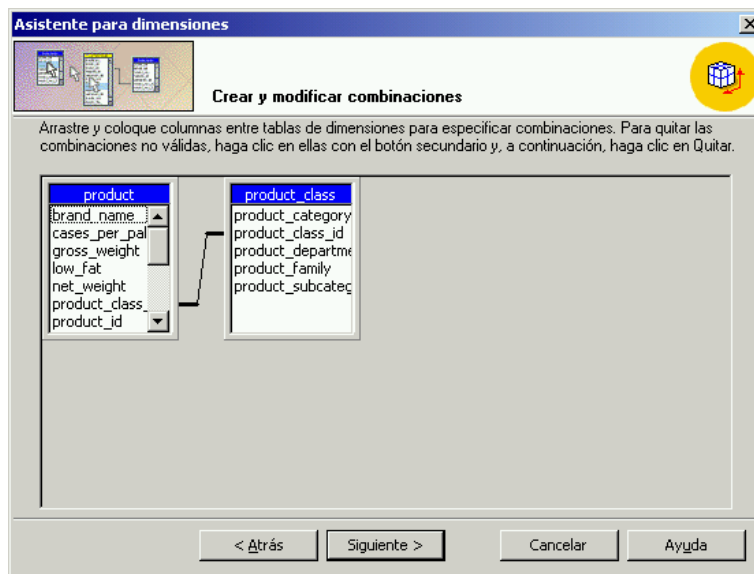 Asistente para dimensiones
Crear y modificar combinaciones
Arrastre y coloque columnas entre tablas de dimensiones para especificar combinaciones. Para quitar las
combinaciones no válidas, haga clic en ellas con el botón secundario y, a continuación, haga clic en Quitar.
product
brand_name
cases_per_pal
gross_weight
low_fat
net_weight
product_class_
product_id
product_class
product_category
product_class_id
product_departme
product_family
product_subcateg
< Atrás
Siguiente >
Cancelar
Ayuda